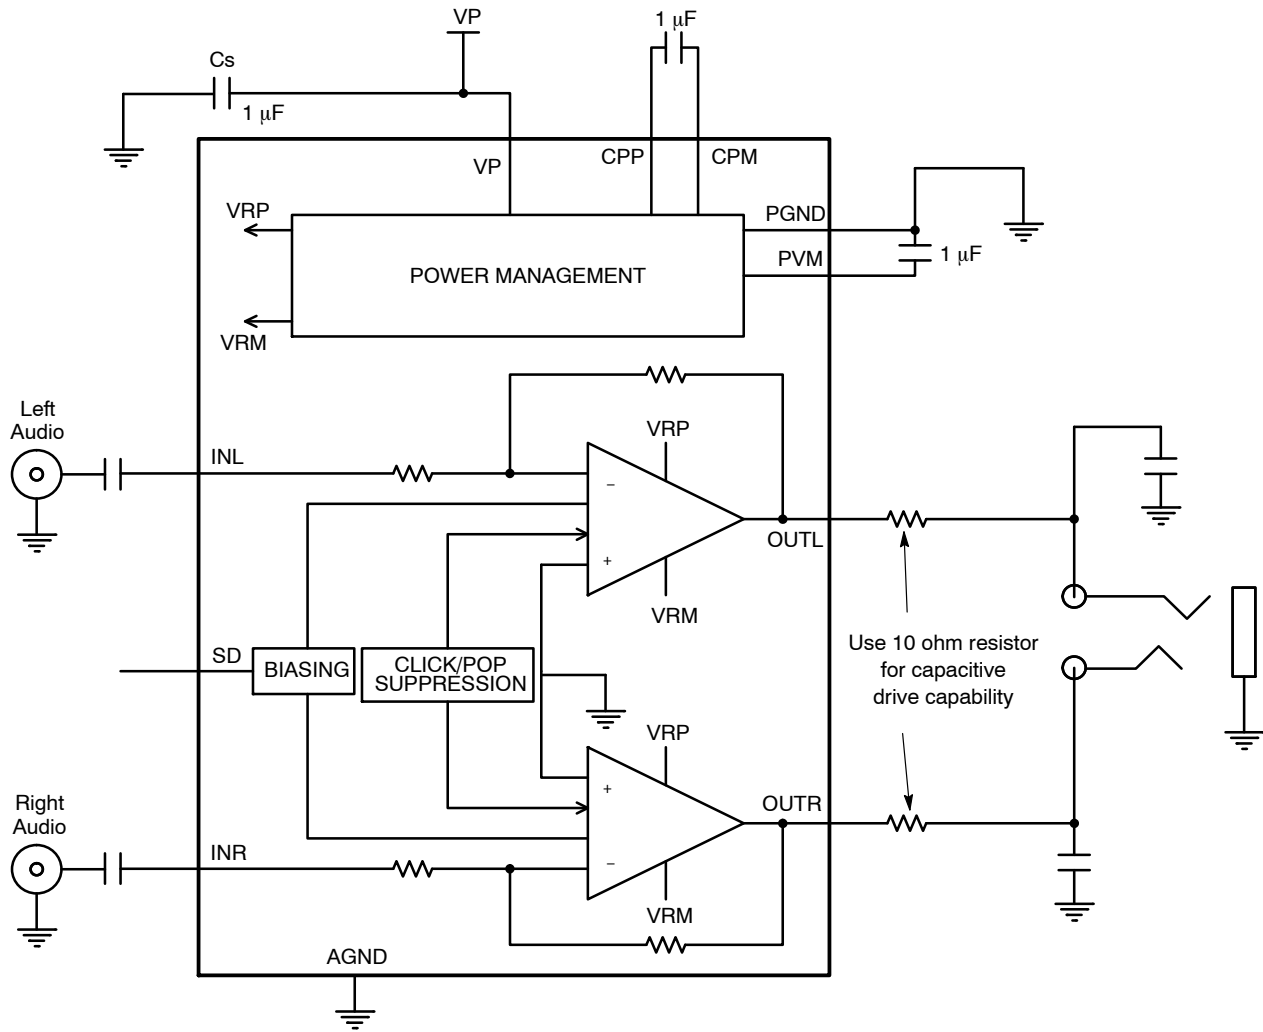 VP
1 μF
Cs
1 μF
VP
CPP
CPM
VRP
PGND
POWER MANAGEMENT
PVM
1 μF
VRM
Left
Audio
INL
VRP
−
+
OUTL
VRM
SD
BIASING
CLICK/POP
SUPPRESSION
Use 10 ohm resistor
for capacitive
drive capability
VRP
+
−
OUTR
Right
Audio
INR
VRM
AGND